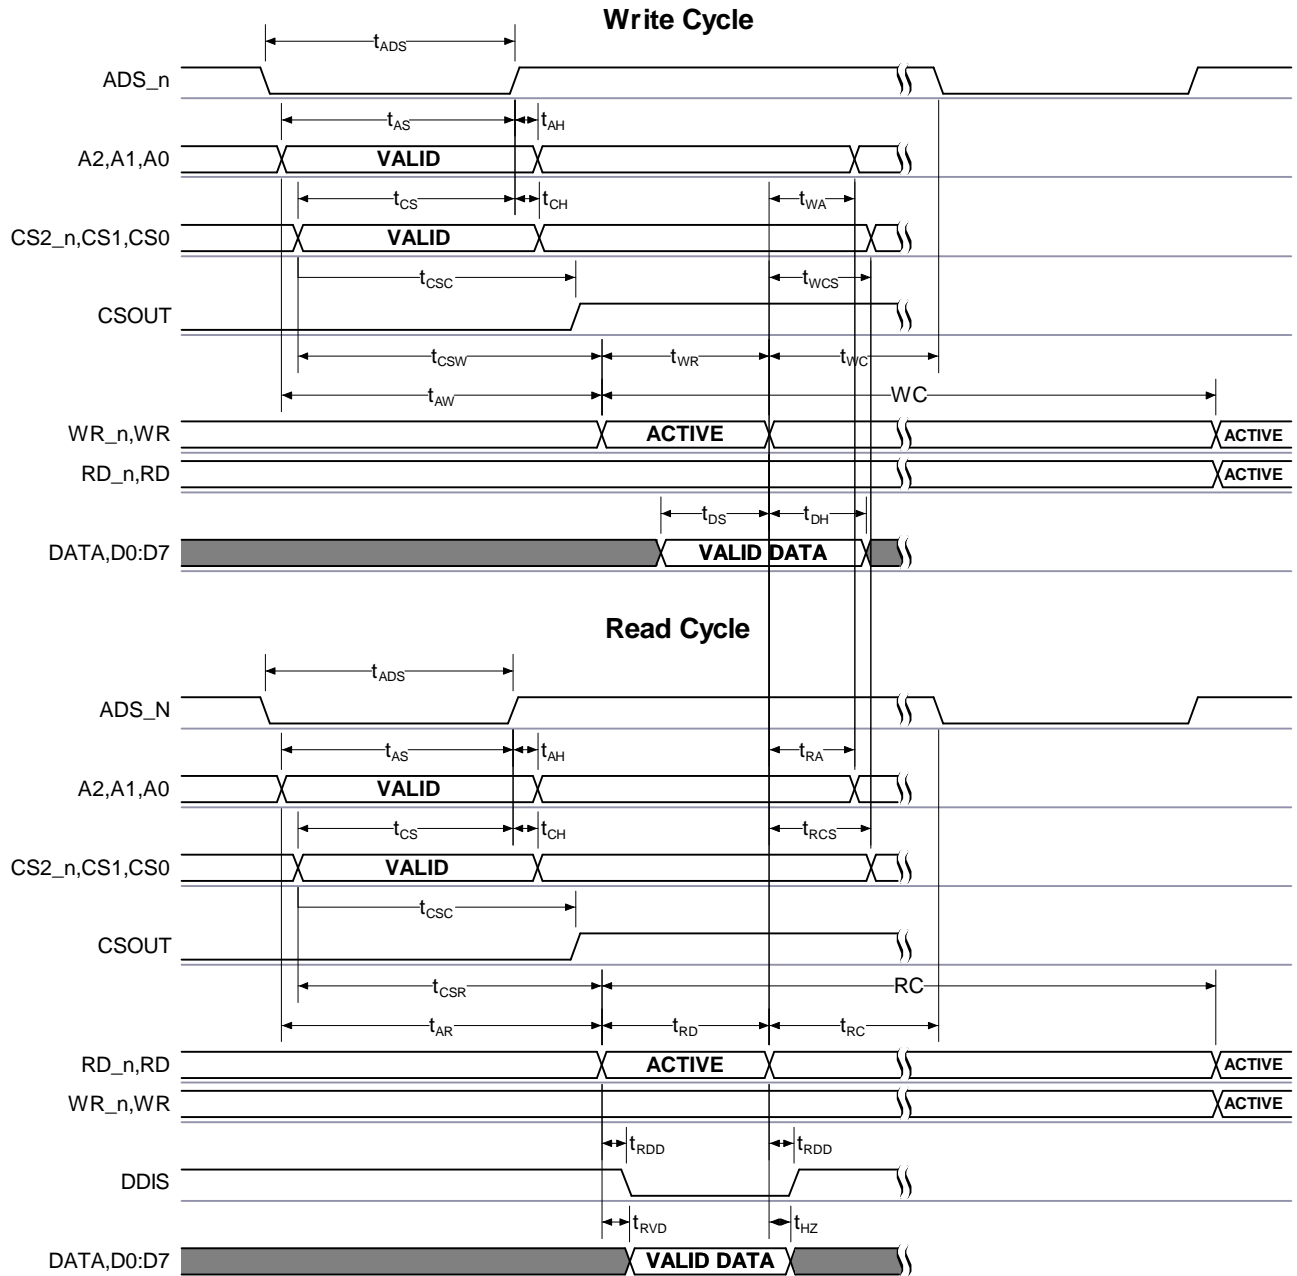 Write Cycle
tADS
ADS_n
tAS tAH
A2,A1,A0 VALID
tCS tCH tWA
CS2_n,CS1,CS0 VALID
tCSC tWCS
CSOUT
tCSW tWR tWC
tAW WC
WR_n,WR ACTIVE ACTIVE
RD_n,RD ACTIVE
tDS tDH
DATA,D0:D7 VALID DATA
Read Cycle
tADS
ADS_N
tAS tAH tRA
A2,A1,A0 VALID
tCS tCH tRCS
CS2_n,CS1,CS0 VALID
tCSC
CSOUT
tCSR RC
tAR tRD tRC
RD_n,RD ACTIVE ACTIVE
WR_n,WR ACTIVE
tRDD tRDD
DDIS
tRVD tHZ
DATA,D0:D7 VALID DATA